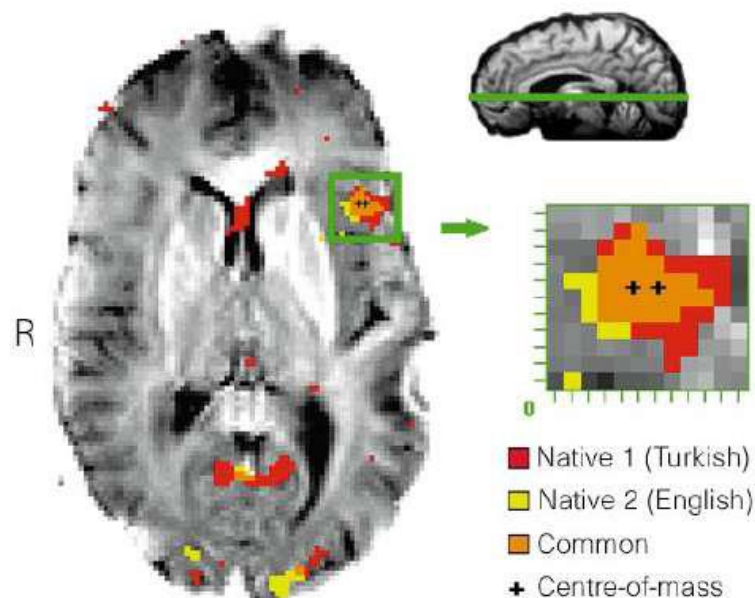 R
0
Native 1 (Turkish)
Native 2 (English)
Common
Centre-of-mass